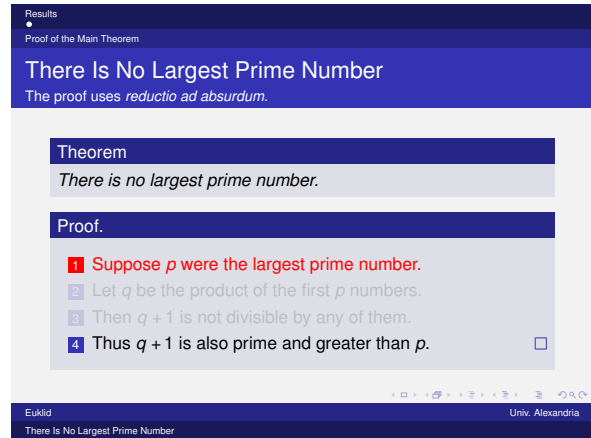 Results
Proof of the Main Theorem
There Is No Largest Prime Number
The proof uses reductio ad absurdum.
Theorem
There is no largest prime number.
Proof.
1 Suppose p were the largest prime number.
2 Let q be the product of the first p numbers.
3 Then q + 1 is not divisible by any of them.
4 Thus q + 1 is also prime and greater than p.
Euklid Univ. Alexandria
There Is No Largest Prime Number